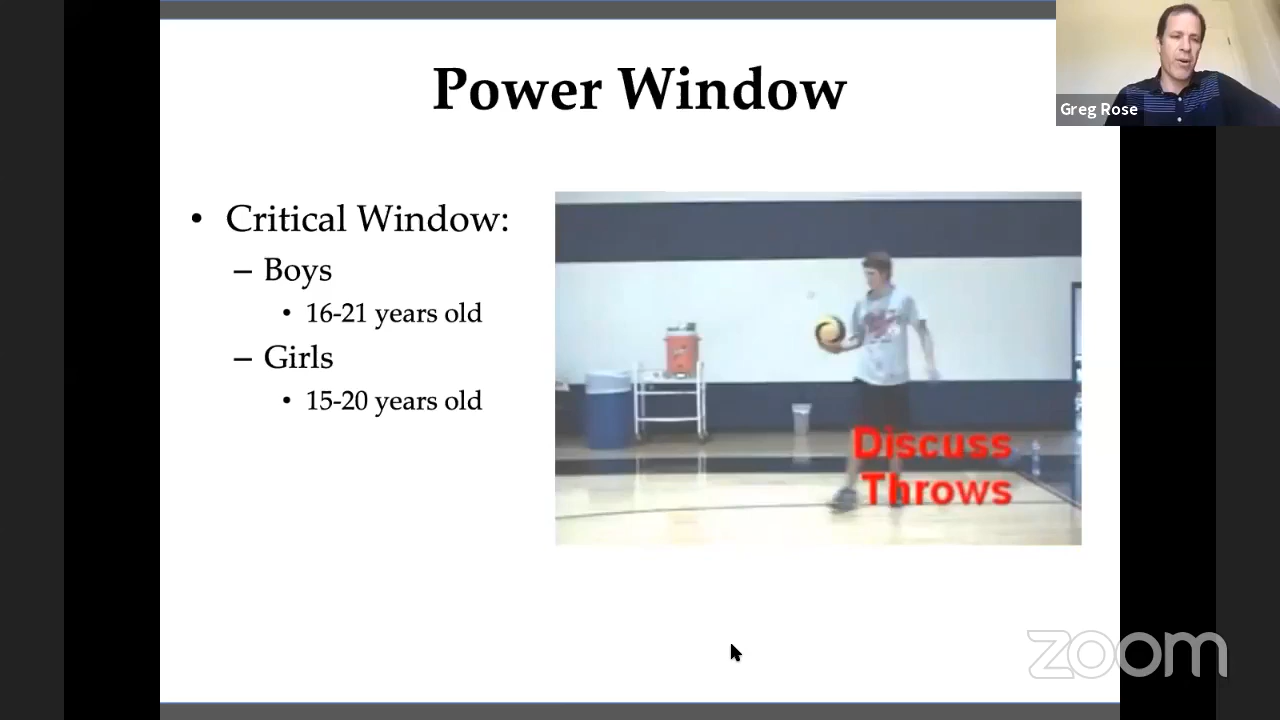 Power Window
Greg Rose
• Critical Window:
– Boys
• 16-21 years old
– Girls
• 15-20 years old
Discuss
Throws
zoom